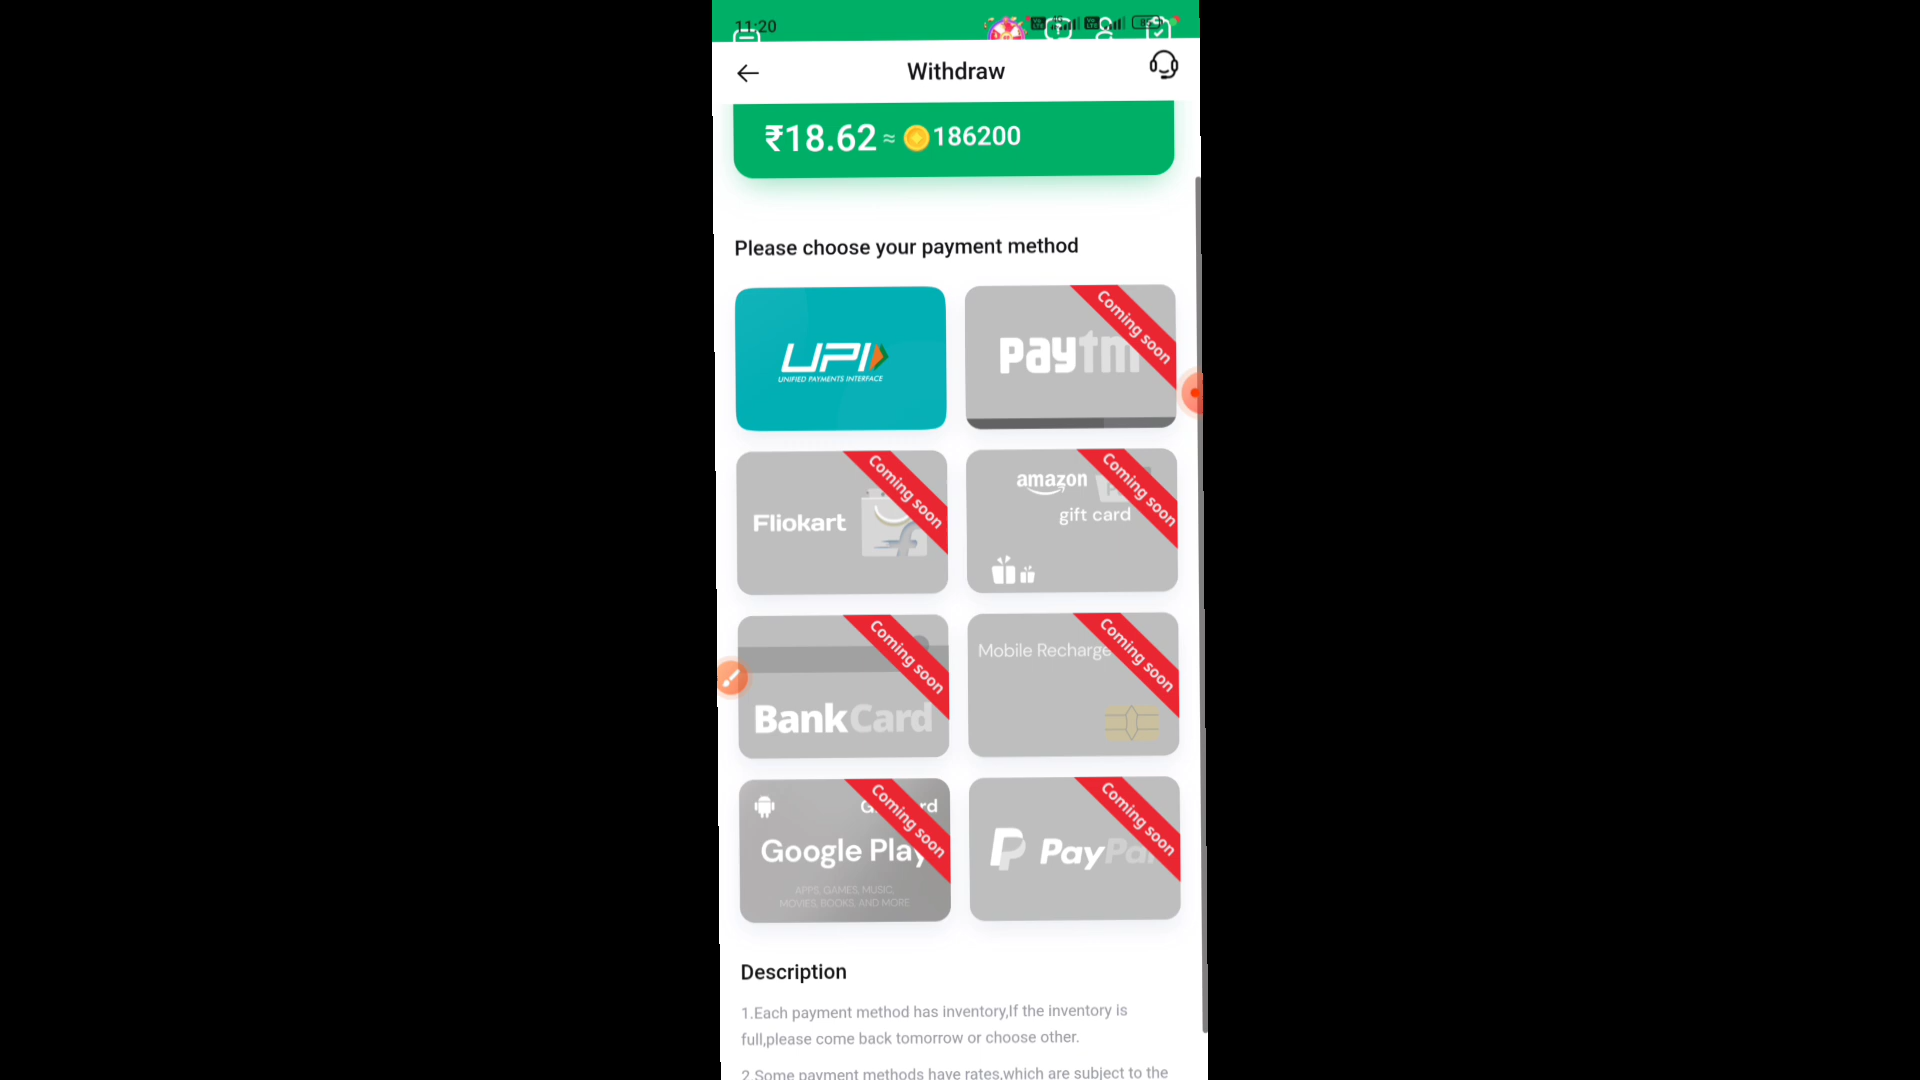 11:20
Withdraw
₹18.62 ≈ 186200
Please choose your payment method
UPI
UNIFIED PAYMENTS INTERFACE
paytm
Coming soon
Fliokart
Coming soon
amazon
gift card
Coming soon
BankCard
Coming soon
Mobile Recharge
Coming soon
Google Play
APPS, GAMES, MUSIC,
MOVIES, BOOKS, AND MORE
Coming soon
PayPal
Coming soon
Description
1.Each payment method has inventory,If the inventory is
full,please come back tomorrow or choose other.
2.Some payment methods have rates,which are subject to the